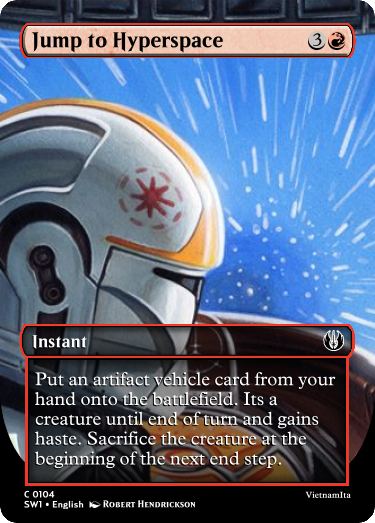 Jump to Hyperspace 3
Instant
Put an artifact vehicle card from your
hand onto the battlefield. Its a
creature until end of turn and gains
haste. Sacrifice the creature at the
beginning of the next end step.
C 0104
SW1 • English ROBERT HENDRICKSON
VietnamIta